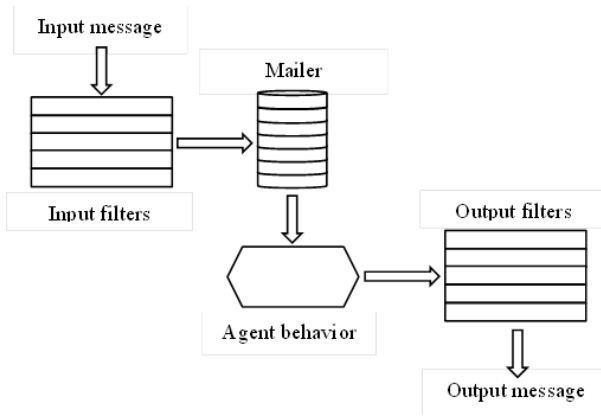 Input message
Mailer
Input filters
Output filters
Agent behavior
Output message